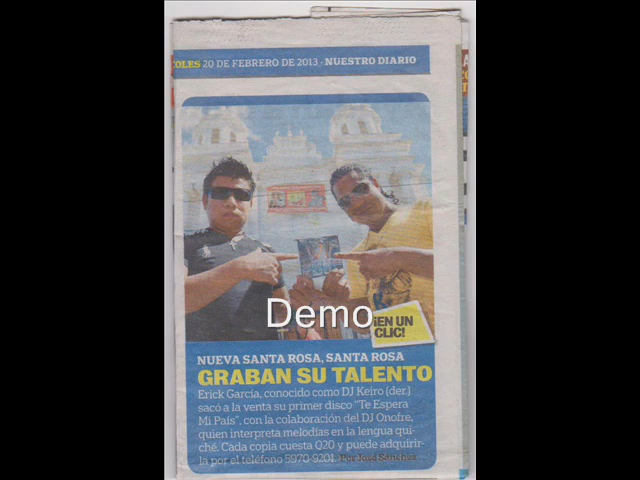 COLES 20 DE FEBRERO DE 2013 · NUESTRO DIARIO
Demo
¡EN UN
CLIC!
NUEVA SANTA ROSA, SANTA ROSA
GRABAN SU TALENTO
Erick García, conocido como DJ Keiro (der.)
sacó a la venta su primer disco “Te Espera
Mi País”, con la colaboración del DJ Onofre,
quien interpreta melodías en la lengua qui-
ché. Cada copia cuesta Q20 y puede adquirir-
la por el teléfono 5970-9201. Por José Sánchez